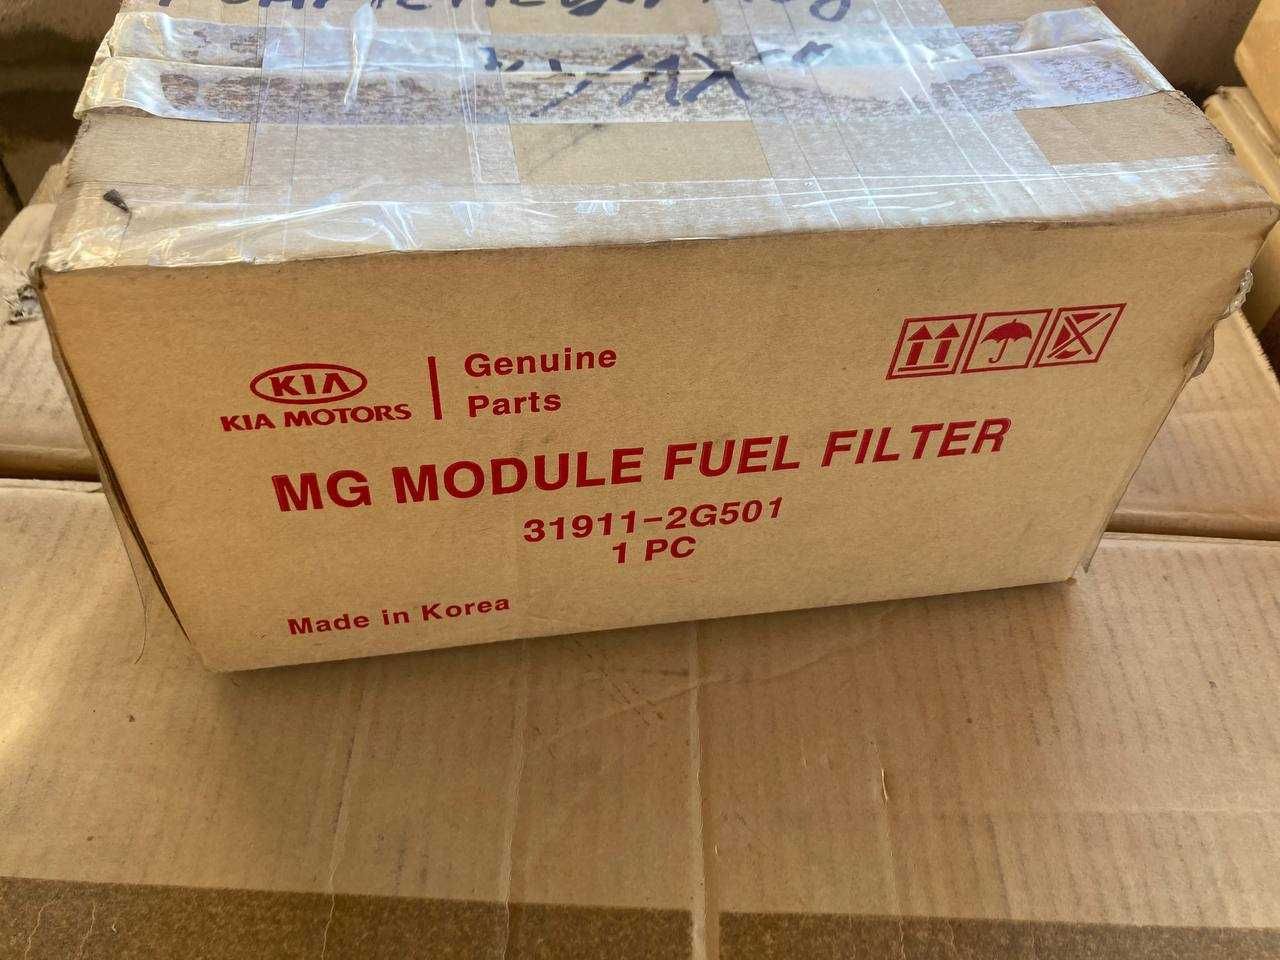 KIA
KIA MOTORS
Genuine
Parts
MG MODULE FUEL FILTER
31911-2G501
1 PC
Made in Korea